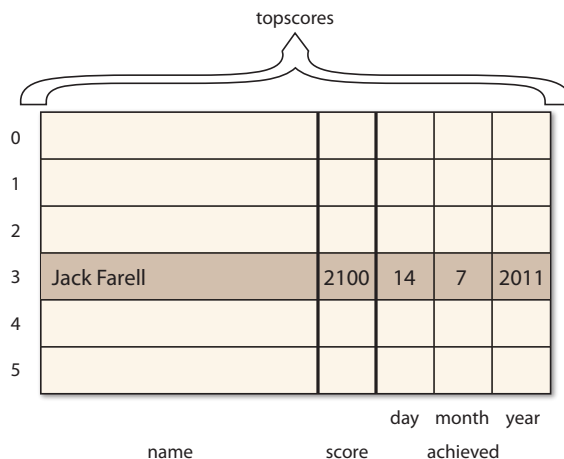 topscores
0
1
2
3 Jack Farell 2100 14 7 2011
4
5
day month year
name score achieved